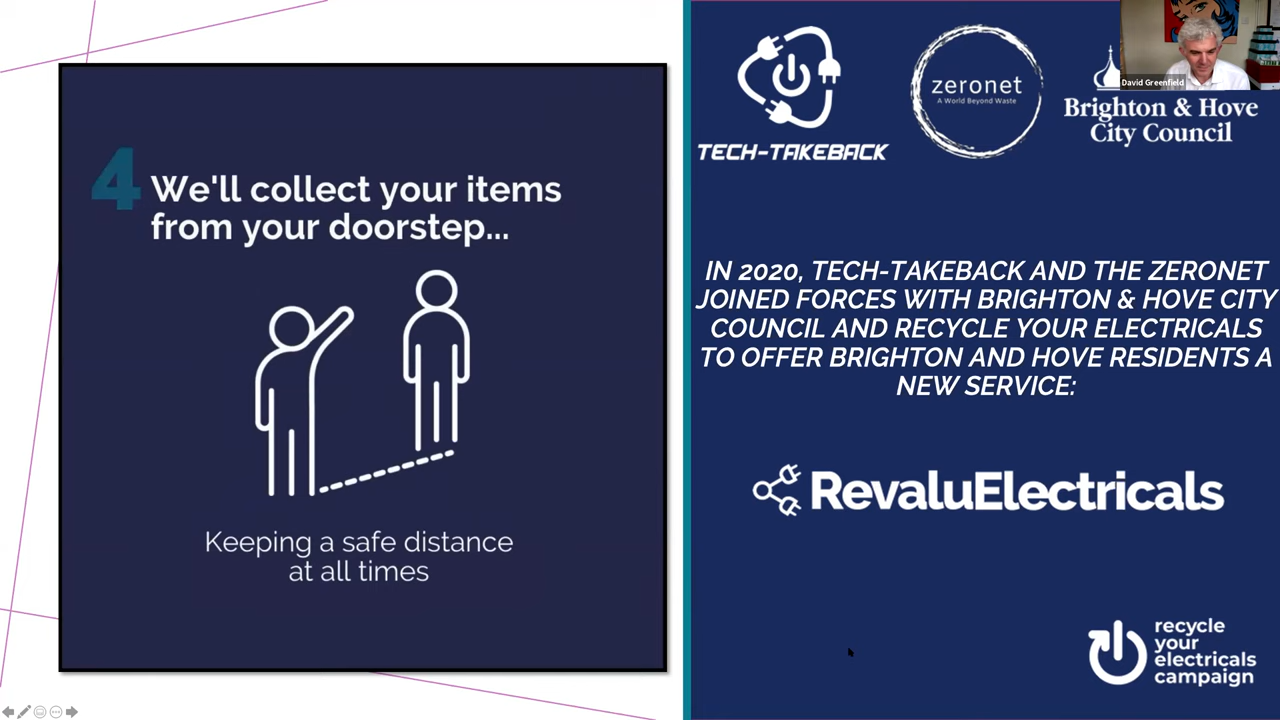 4
We'll collect your items
from your doorstep...
Keeping a safe distance
at all times
TECH-TAKEBACK
zeronet
A World Beyond Waste
Brighton & Hove
City Council
David Greenfield
IN 2020, TECH-TAKEBACK AND THE ZERONET
JOINED FORCES WITH BRIGHTON & HOVE CITY
COUNCIL AND RECYCLE YOUR ELECTRICALS
TO OFFER BRIGHTON AND HOVE RESIDENTS A
NEW SERVICE:
RevaluElectricals
recycle
your
electricals
campaign